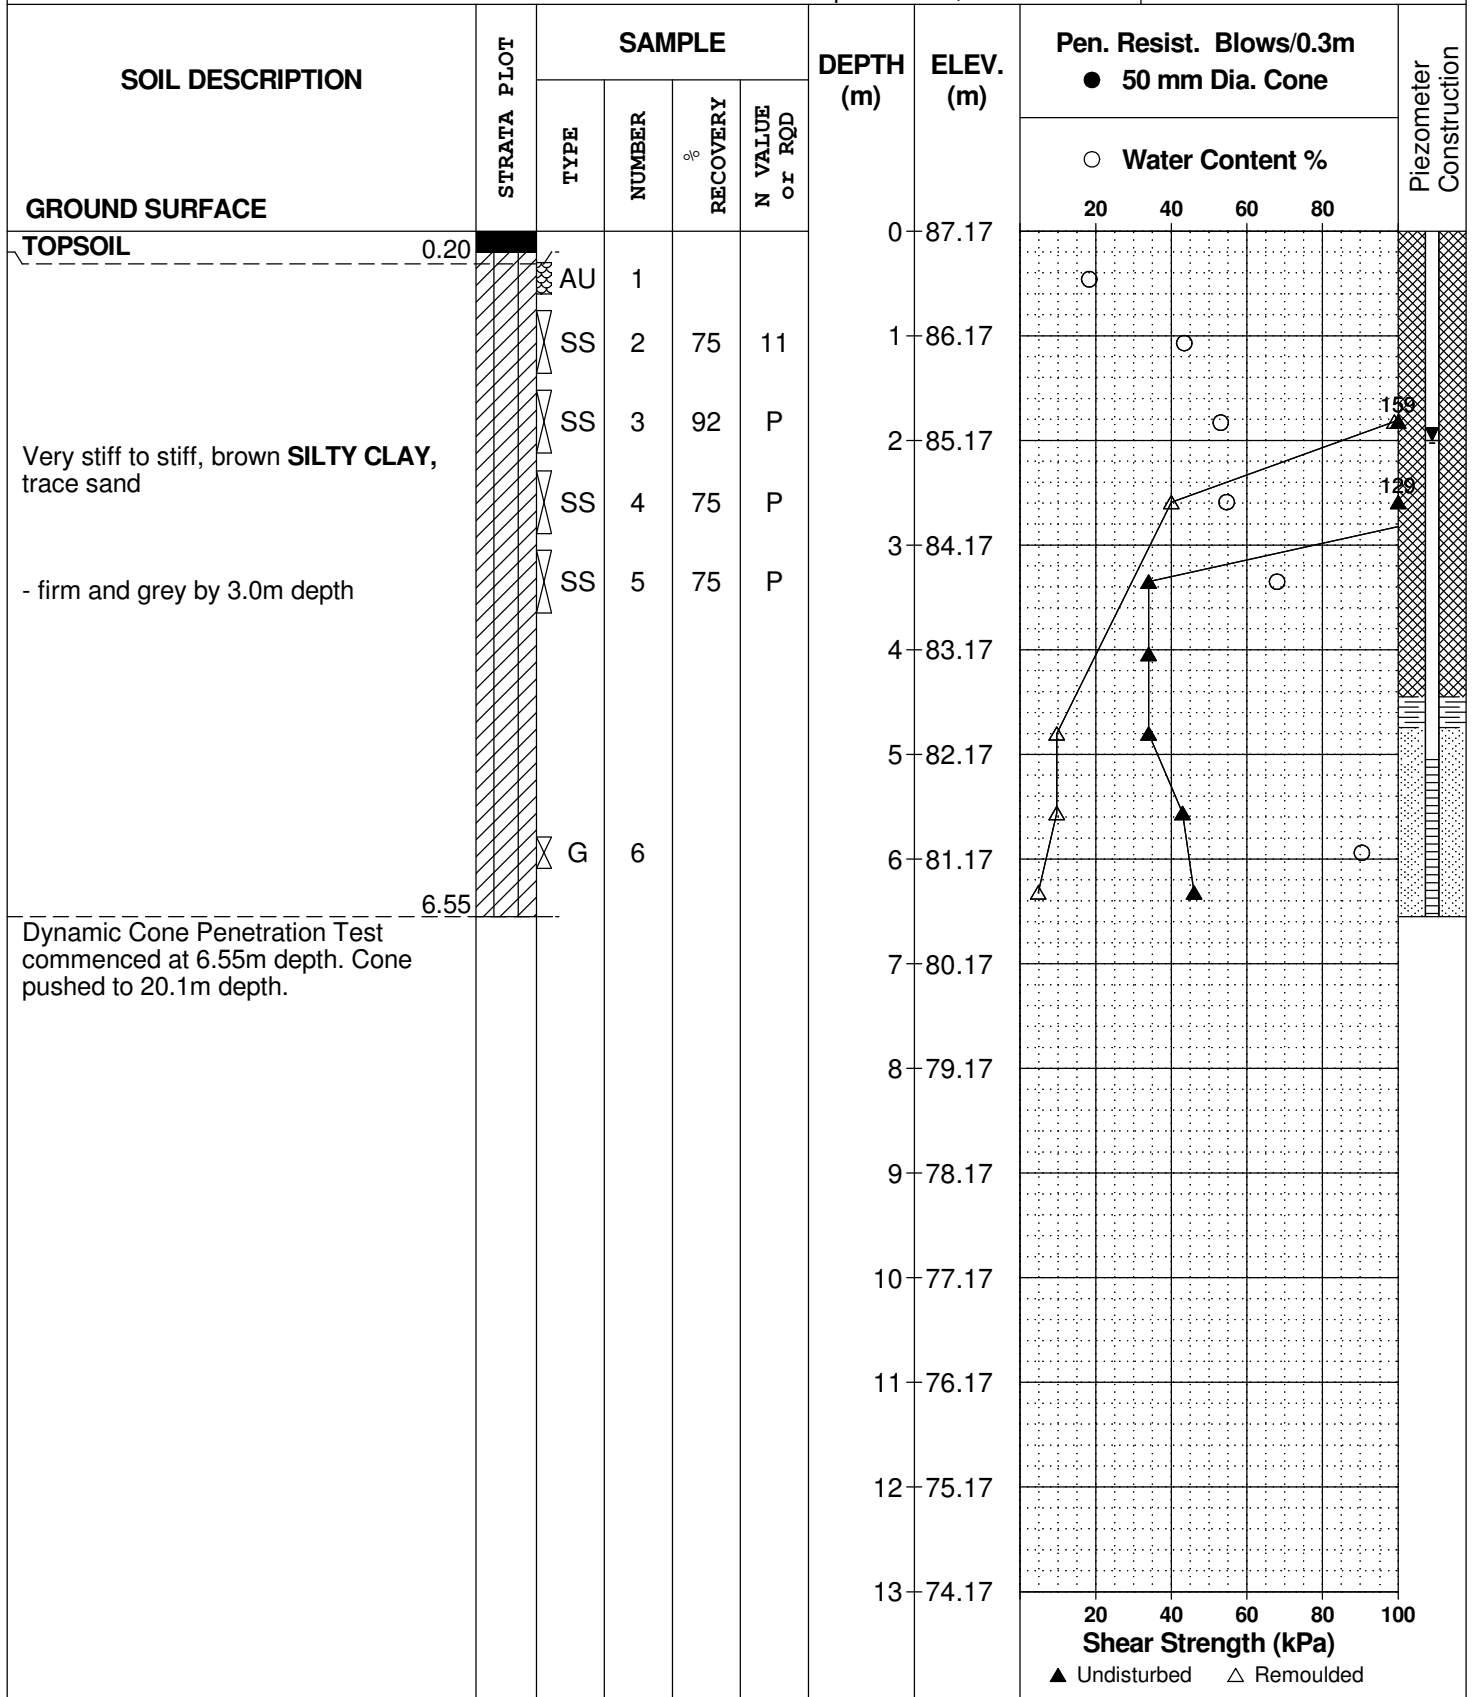 SOIL DESCRIPTION
GROUND SURFACE
STRATA PLOT
SAMPLE
TYPE
NUMBER
% RECOVERY
N VALUE or RQD
DEPTH (m)
ELEV. (m)
Pen. Resist. Blows/0.3m
● 50 mm Dia. Cone
○ Water Content %
20 40 60 80
Piezometer Construction
TOPSOIL 0.20
0 87.17
AU 1
SS 2 75 11
1 86.17
SS 3 92 P
159
2 85.17
Very stiff to stiff, brown SILTY CLAY,
trace sand
SS 4 75 P
129
3 84.17
- firm and grey by 3.0m depth
SS 5 75 P
4 83.17
5 82.17
G 6
6 81.17
6.55
Dynamic Cone Penetration Test
commenced at 6.55m depth. Cone
pushed to 20.1m depth.
7 80.17
8 79.17
9 78.17
10 77.17
11 76.17
12 75.17
13 74.17
20 40 60 80 100
Shear Strength (kPa)
▲ Undisturbed △ Remoulded